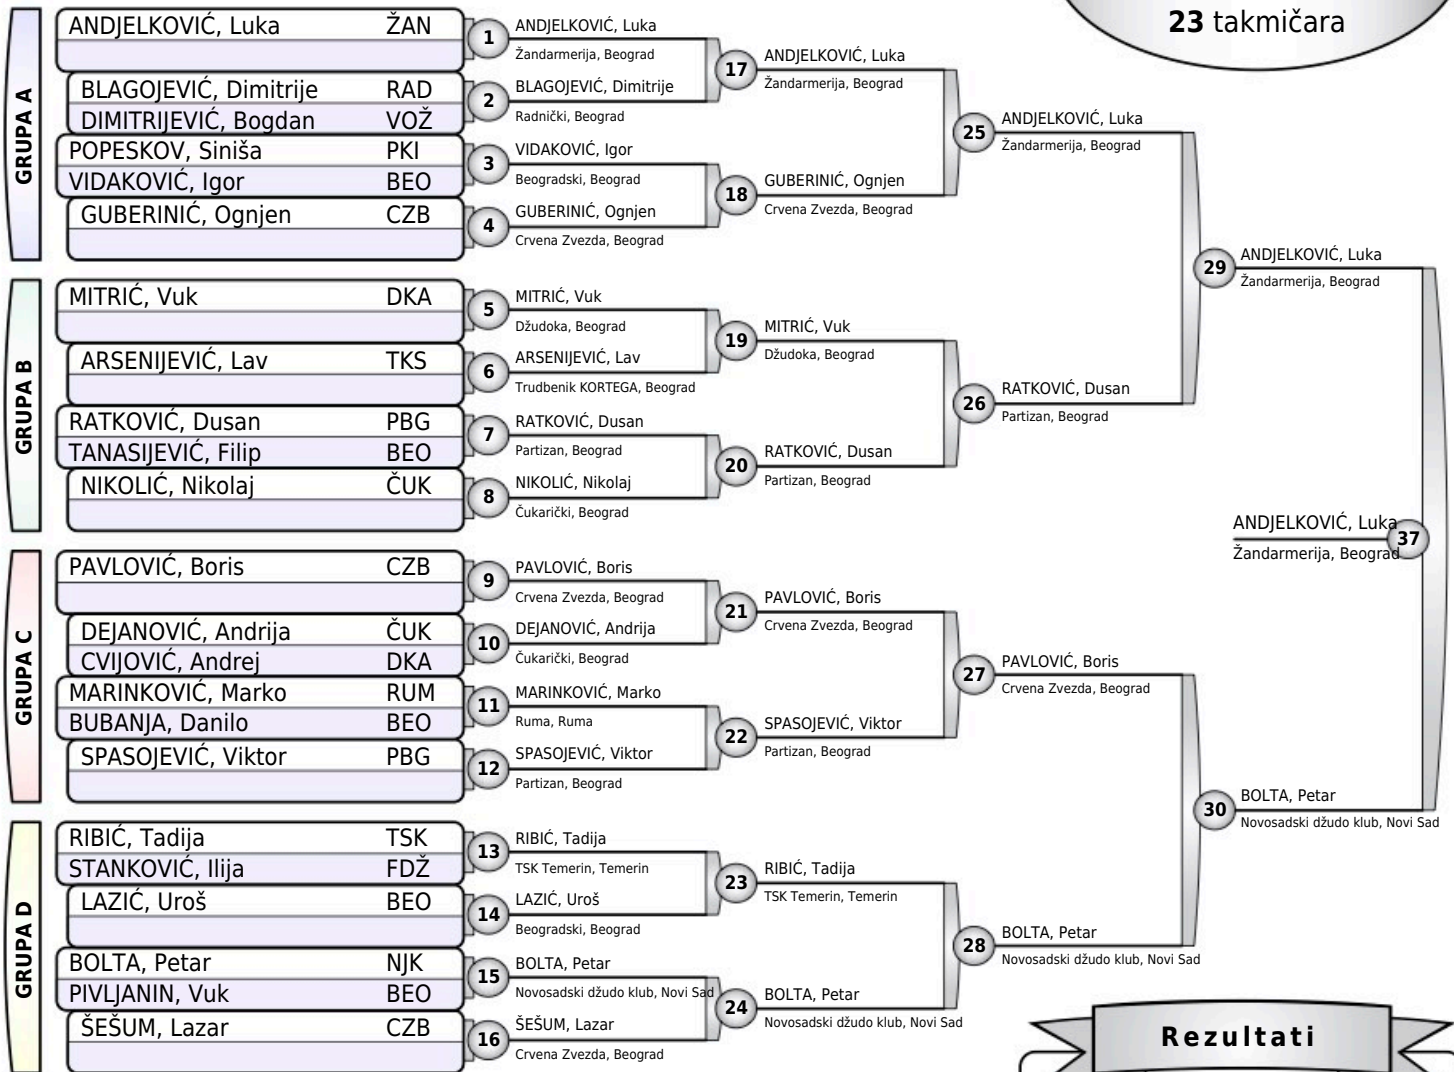 23 takmičara
GRUPA A
ANDJELKOVIĆ, Luka ŽAN
BLAGOJEVIĆ, Dimitrije RAD
DIMITRIJEVIĆ, Bogdan VOŽ
POPESKOV, Siniša PKI
VIDAKOVIĆ, Igor BEO
GUBERINIĆ, Ognjen CZB
1
ANDJELKOVIĆ, Luka
Žandarmerija, Beograd
2
BLAGOJEVIĆ, Dimitrije
Radnički, Beograd
3
VIDAKOVIĆ, Igor
Beogradski, Beograd
4
GUBERINIĆ, Ognjen
Crvena Zvezda, Beograd
17
ANDJELKOVIĆ, Luka
Žandarmerija, Beograd
18
GUBERINIĆ, Ognjen
Crvena Zvezda, Beograd
25
ANDJELKOVIĆ, Luka
Žandarmerija, Beograd
GRUPA B
MITRIĆ, Vuk DKA
ARSENIJEVIĆ, Lav TKS
RATKOVIĆ, Dusan PBG
TANASIJEVIĆ, Filip BEO
NIKOLIĆ, Nikolaj ČUK
5
MITRIĆ, Vuk
Džudoka, Beograd
6
ARSENIJEVIĆ, Lav
Trudbenik KORTEGA, Beograd
7
RATKOVIĆ, Dusan
Partizan, Beograd
8
NIKOLIĆ, Nikolaj
Čukarički, Beograd
19
MITRIĆ, Vuk
Džudoka, Beograd
20
RATKOVIĆ, Dusan
Partizan, Beograd
26
RATKOVIĆ, Dusan
Partizan, Beograd
29
ANDJELKOVIĆ, Luka
Žandarmerija, Beograd
GRUPA C
PAVLOVIĆ, Boris CZB
DEJANOVIĆ, Andrija ČUK
CVIJOVIĆ, Andrej DKA
MARINKOVIĆ, Marko RUM
BUBANJA, Danilo BEO
SPASOJEVIĆ, Viktor PBG
9
PAVLOVIĆ, Boris
Crvena Zvezda, Beograd
10
DEJANOVIĆ, Andrija
Čukarički, Beograd
11
MARINKOVIĆ, Marko
Ruma, Ruma
12
SPASOJEVIĆ, Viktor
Partizan, Beograd
21
PAVLOVIĆ, Boris
Crvena Zvezda, Beograd
22
SPASOJEVIĆ, Viktor
Partizan, Beograd
27
PAVLOVIĆ, Boris
Crvena Zvezda, Beograd
GRUPA D
RIBIĆ, Tadija TSK
STANKOVIĆ, Ilija FDŽ
LAZIĆ, Uroš BEO
BOLTA, Petar NJK
PIVLJANIN, Vuk BEO
ŠEŠUM, Lazar CZB
13
RIBIĆ, Tadija
TSK Temerin, Temerin
14
LAZIĆ, Uroš
Beogradski, Beograd
15
BOLTA, Petar
Novosadski džudo klub, Novi Sad
16
ŠEŠUM, Lazar
Crvena Zvezda, Beograd
23
RIBIĆ, Tadija
TSK Temerin, Temerin
24
BOLTA, Petar
Novosadski džudo klub, Novi Sad
28
BOLTA, Petar
Novosadski džudo klub, Novi Sad
30
BOLTA, Petar
Novosadski džudo klub, Novi Sad
ANDJELKOVIĆ, Luka
Žandarmerija, Beograd
37
Rezultati